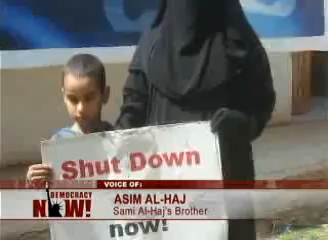 Shut Down
VOICE OF:
DEMOCRACY
NOW!
ASIM AL-HAJ
Sami Al-Haj's Brother
now!